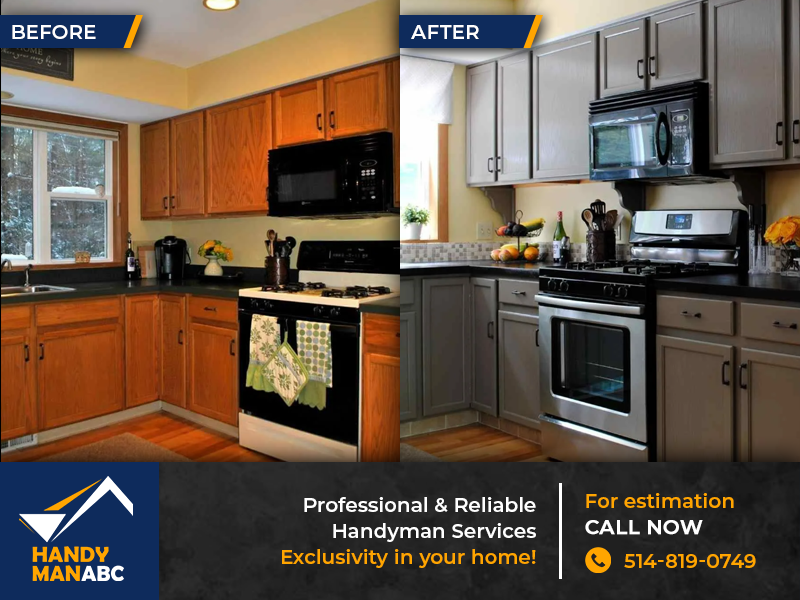 BEFORE
AFTER
HOME
Professional & Reliable
Handyman Services
Exclusivity in your home!
For estimation
CALL NOW
514-819-0749
HANDY
MANABC